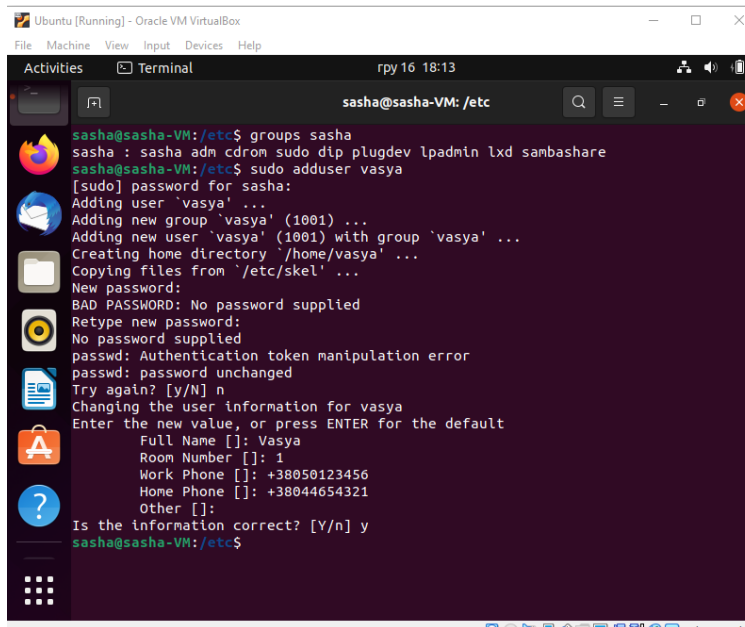 Ubuntu [Running] - Oracle VM VirtualBox
File Machine View Input Devices Help
Activities Terminal гру 16 18:13
sasha@sasha-VM: /etc
sasha@sasha-VM:/etc$ groups sasha
sasha : sasha adm cdrom sudo dip plugdev lpadmin lxd sambashare
sasha@sasha-VM:/etc$ sudo adduser vasya
[sudo] password for sasha:
Adding user `vasya' ...
Adding new group `vasya' (1001) ...
Adding new user `vasya' (1001) with group `vasya' ...
Creating home directory `/home/vasya' ...
Copying files from `/etc/skel' ...
New password:
BAD PASSWORD: No password supplied
Retype new password:
No password supplied
passwd: Authentication token manipulation error
passwd: password unchanged
Try again? [y/N] n
Changing the user information for vasya
Enter the new value, or press ENTER for the default
Full Name []: Vasya
Room Number []: 1
Work Phone []: +38050123456
Home Phone []: +38044654321
Other []:
Is the information correct? [Y/n] y
sasha@sasha-VM:/etc$